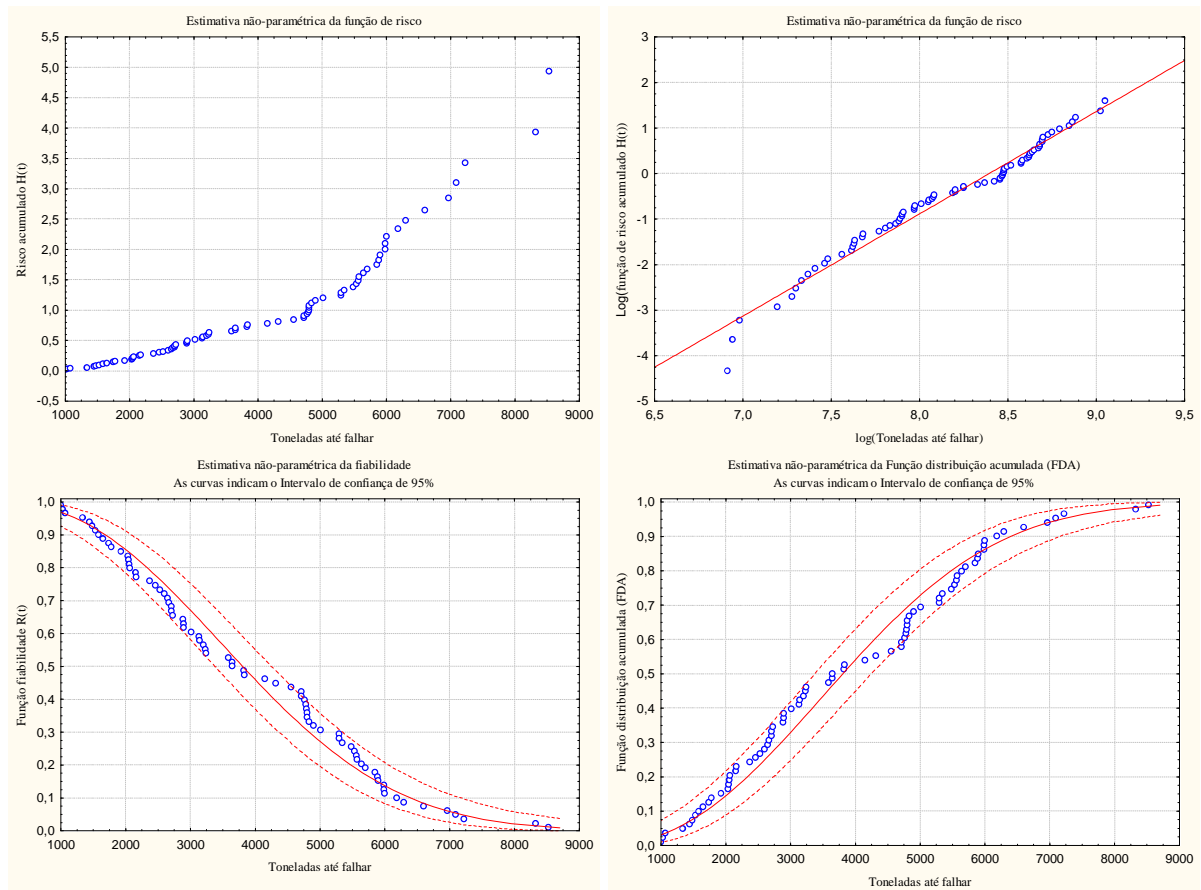 Estimativa não-paramétrica da função de risco
5,5
5,0
4,5
4,0
3,5
3,0
2,5
2,0
1,5
1,0
0,5
0,0
-0,5
Risco acumulado H(t)
1000 2000 3000 4000 5000 6000 7000 8000 9000
Toneladas até falhar
Estimativa não-paramétrica da função de risco
3
2
1
0
-1
-2
-3
-4
-5
Log(função de risco acumulado H(t))
6,5 7,0 7,5 8,0 8,5 9,0 9,5
log(Toneladas até falhar)
Estimativa não-paramétrica da fiabilidade
As curvas indicam o Intervalo de confiança de 95%
1,0
0,9
0,8
0,7
0,6
0,5
0,4
0,3
0,2
0,1
0,0
Função fiabilidade R(t)
1000 2000 3000 4000 5000 6000 7000 8000 9000
Toneladas até falhar
Estimativa não-paramétrica da Função distribuição acumulada (FDA)
As curvas indicam o Intervalo de confiança de 95%
1,0
0,9
0,8
0,7
0,6
0,5
0,4
0,3
0,2
0,1
0,0
Função distribuição acumulada (FDA)
1000 2000 3000 4000 5000 6000 7000 8000 9000
Toneladas até falhar